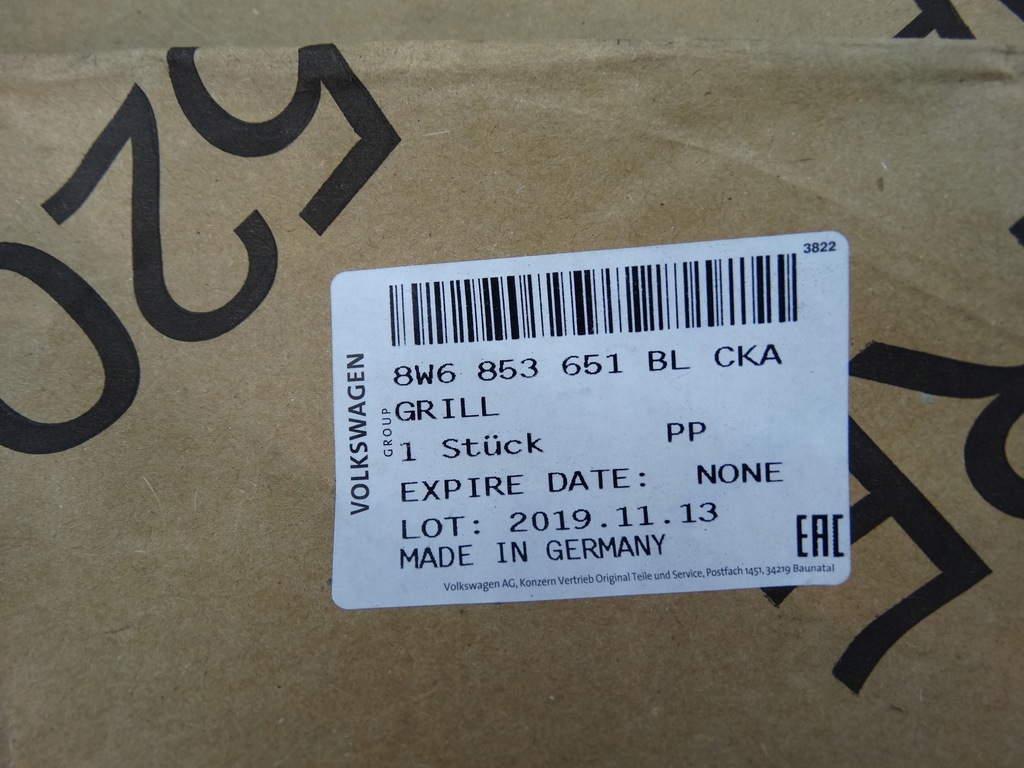 3822
8W6 853 651 BL CKA
VOLKSWAGEN
GROUP
GRILL
1 Stück PP
EXPIRE DATE: NONE
LOT: 2019.11.13
MADE IN GERMANY
EAC
Volkswagen AG, Konzern Vertrieb Original Teile und Service, Postfach 1451, 34219 Baunatal